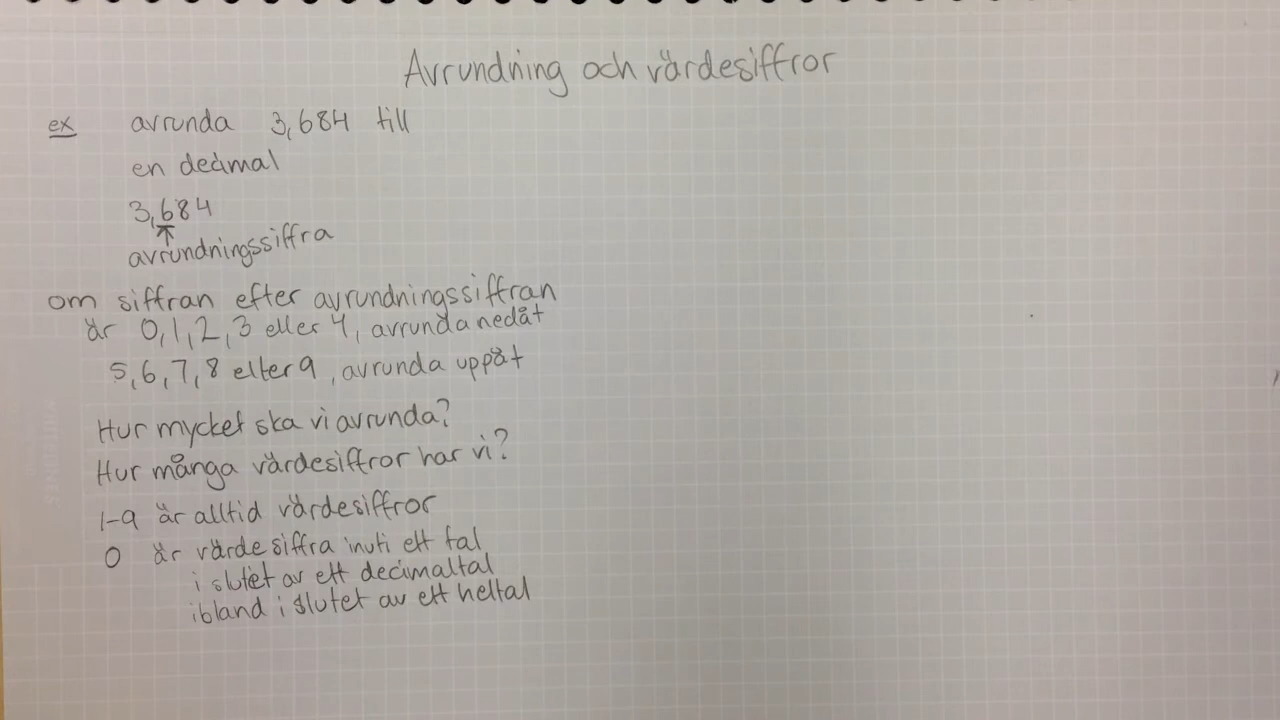 Avrundning och värdesiffror
ex avrunda 3,684 till
en decimal
3,684
avrundningssiffra
om siffran efter avrundningssiffran
är 0,1,2,3 eller 4, avrunda nedåt
5,6,7,8 eller 9, avrunda uppåt
Hur mycket ska vi avrunda?
Hur många värdesiffror har vi?
1-9 är alltid värdesiffror
0 är värdesiffra inuti ett tal
i slutet av ett decimaltal
ibland i slutet av ett heltal